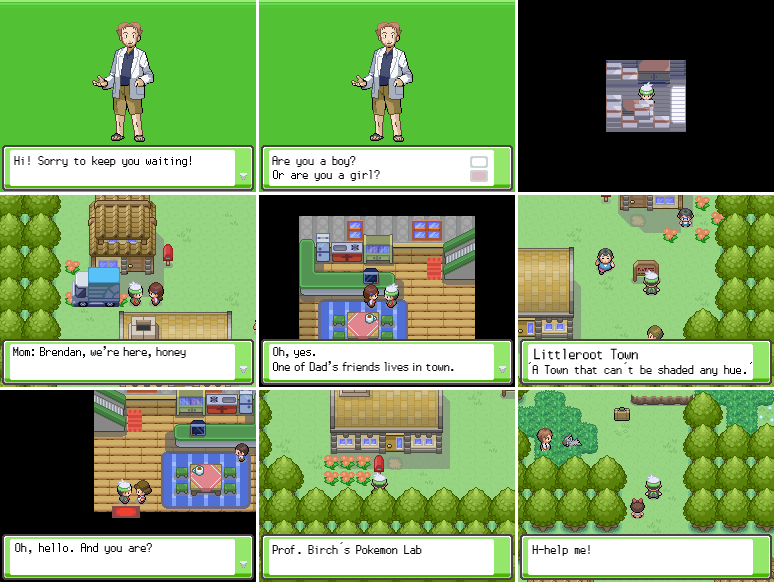 Hi! Sorry to keep you waiting!
Are you a boy?
Or are you a girl?
Mom: Brendan, we're here, honey
Oh, yes.
One of Dad's friends lives in town.
Littleroot Town
'A Town that can't be shaded any hue.'
Oh, hello. And you are?
Prof. Birch's Pokemon Lab
H-help me!